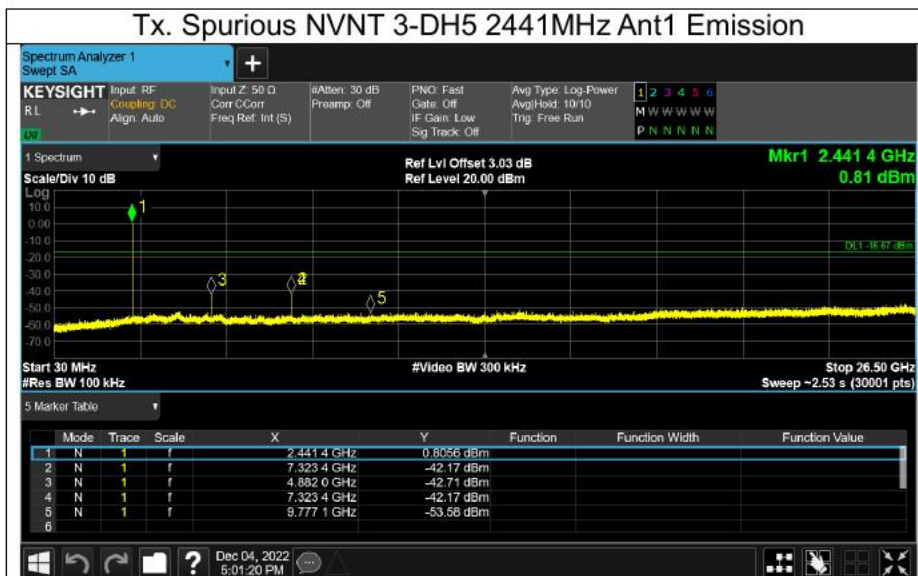 Tx. Spurious NVNT 3-DH5 2441MHz Ant1 Emission
Spectrum Analyzer 1
Swept SA
+
KEYSIGHT
RL
Input: RF
Coupling: DC
Align: Auto
Input Z: 50 Ω
Corr CCorr
Freq Ref: Int (S)
#Atten: 30 dB
Preamp: Off
PNO: Fast
Gate: Off
IF Gain: Low
Sig Track: Off
Avg Type: Log-Power
Avg|Hold: 10/10
Trig: Free Run
1 2 3 4 5 6
M W W W W W
P N N N N N
1 Spectrum
Scale/Div 10 dB
Ref Lvl Offset 3.03 dB
Ref Level 20.00 dBm
Mkr1 2.441 4 GHz
0.81 dBm
Log
10.0
0.00
-10.0
-20.0
-30.0
-40.0
-50.0
-60.0
-70.0
1
3
5
DL1 -16.67 dBm
Start 30 MHz
#Res BW 100 kHz
#Video BW 300 kHz
Stop 26.50 GHz
Sweep ~2.53 s (30001 pts)
5 Marker Table
Mode Trace Scale X Y Function Function Width Function Value
1 N 1 f 2.441 4 GHz 0.8056 dBm
2 N 1 f 7.323 4 GHz -42.17 dBm
3 N 1 f 4.882 0 GHz -42.71 dBm
4 N 1 f 7.323 4 GHz -42.17 dBm
5 N 1 f 9.777 1 GHz -53.58 dBm
6
?
Dec 04, 2022
5:01:20 PM